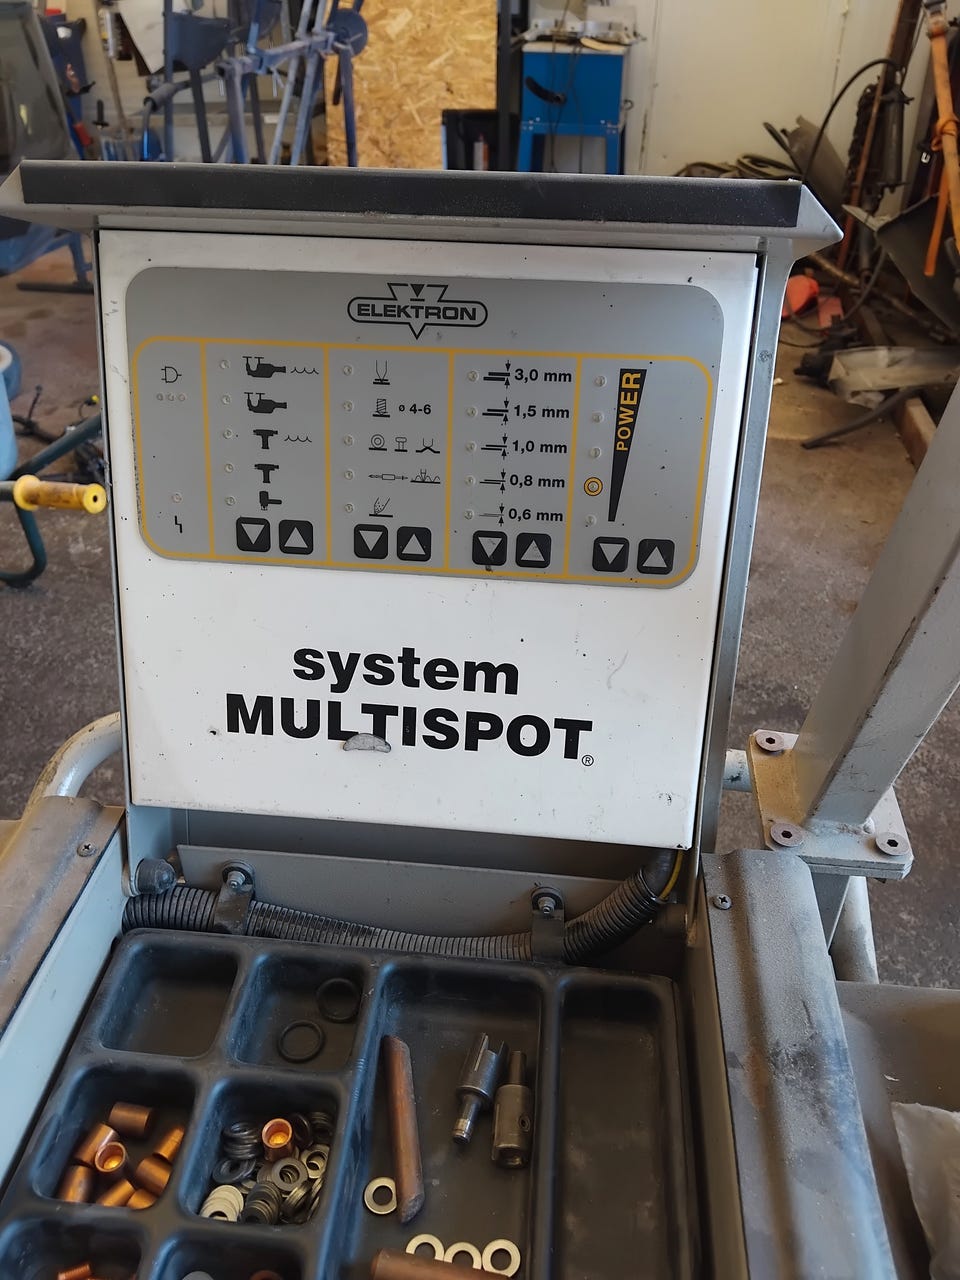 ELEKTRON
3,0 mm
ø 4-6
1,5 mm
1,0 mm
0,8 mm
0,6 mm
POWER
system
MULTISPOT®